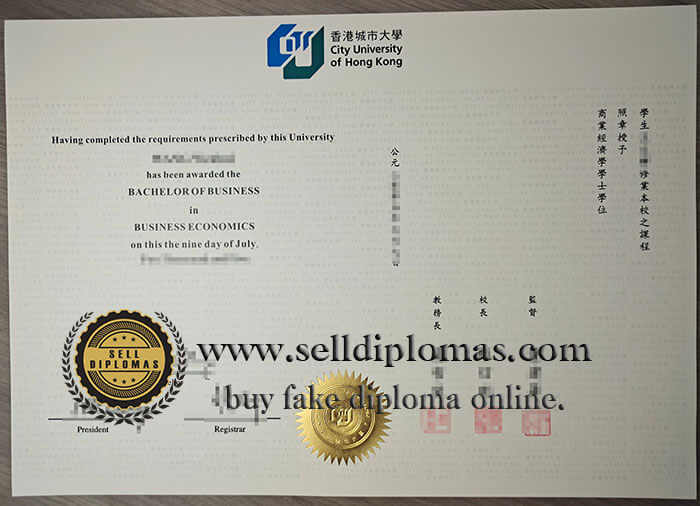 香港城市大學
City University
of Hong Kong
Having completed the requirements prescribed by this University
has been awarded the
BACHELOR OF BUSINESS
in
BUSINESS ECONOMICS
on this the nine day of July,
學生
修業本校之課程
照章授予
商業經濟學學士學位
公元
監督
校長
教務長
SELL
DIPLOMAS
www.selldiplomas.com
buy fake diploma online.
President
Registrar